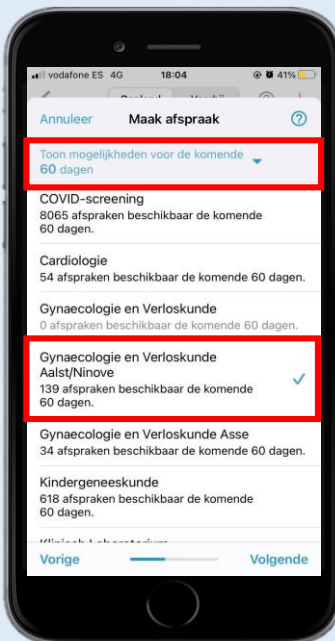 vodafone ES 4G 18:04 41%
Annuleer Maak afspraak
Toon mogelijkheden voor de komende
60 dagen
COVID-screening
8065 afspraken beschikbaar de komende
60 dagen.
Cardiologie
54 afspraken beschikbaar de komende 60 dagen.
Gynaecologie en Verloskunde
0 afspraken beschikbaar de komende 60 dagen.
Gynaecologie en Verloskunde
Aalst/Ninove
139 afspraken beschikbaar de komende
60 dagen.
Gynaecologie en Verloskunde Asse
34 afspraken beschikbaar de komende 60 dagen.
Kindergeneeskunde
618 afspraken beschikbaar de komende
60 dagen.
Vorige Volgende